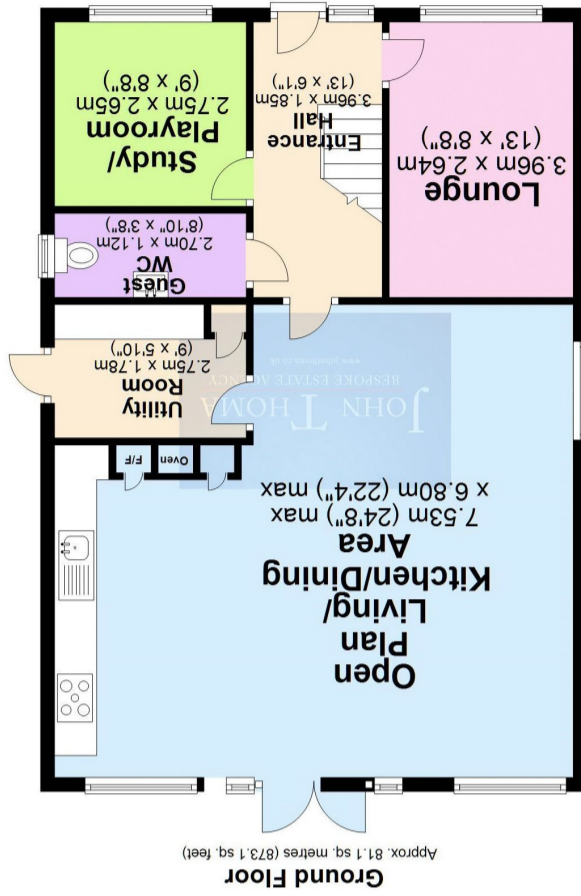 Ground Floor
Approx. 81.1 sq. metres (873.1 sq. feet)
Open
Plan
Living/
Kitchen/Dining
Area
7.53m (24'8") max
x 6.80m (22'4") max
F/F
Oven
Utility
Room
2.75m x 1.78m
(9' x 5'10")
JOHN THOMA
BESPOKE ESTATE AGENCY
Guest
WC
2.70m x 1.12m
(8'10" x 3'8")
Lounge
3.96m x 2.64m
(13' x 8'8")
Entrance
Hall
3.96m x 1.85m
(13' x 6'1")
Study/
Playroom
2.75m x 2.65m
(9' x 8'8")